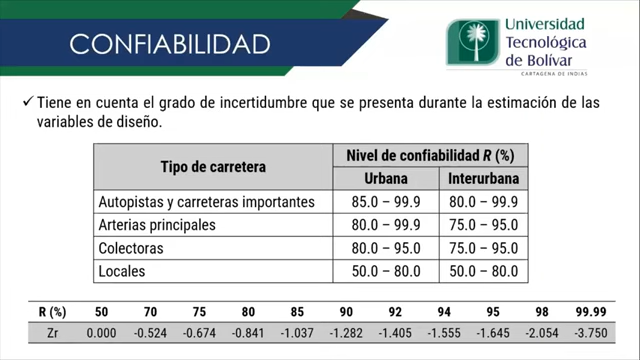 CONFIABILIDAD
Universidad
Tecnológica
de Bolívar
CARTAGENA DE INDIAS
✓ Tiene en cuenta el grado de incertidumbre que se presenta durante la estimación de las
variables de diseño.
Tipo de carretera Nivel de confiabilidad R (%)
Urbana Interurbana
Autopistas y carreteras importantes 85.0 – 99.9 80.0 – 99.9
Arterias principales 80.0 – 99.9 75.0 – 95.0
Colectoras 80.0 – 95.0 75.0 – 95.0
Locales 50.0 – 80.0 50.0 – 80.0
R (%) 50 70 75 80 85 90 92 94 95 98 99.99
Zr 0.000 -0.524 -0.674 -0.841 -1.037 -1.282 -1.405 -1.555 -1.645 -2.054 -3.750